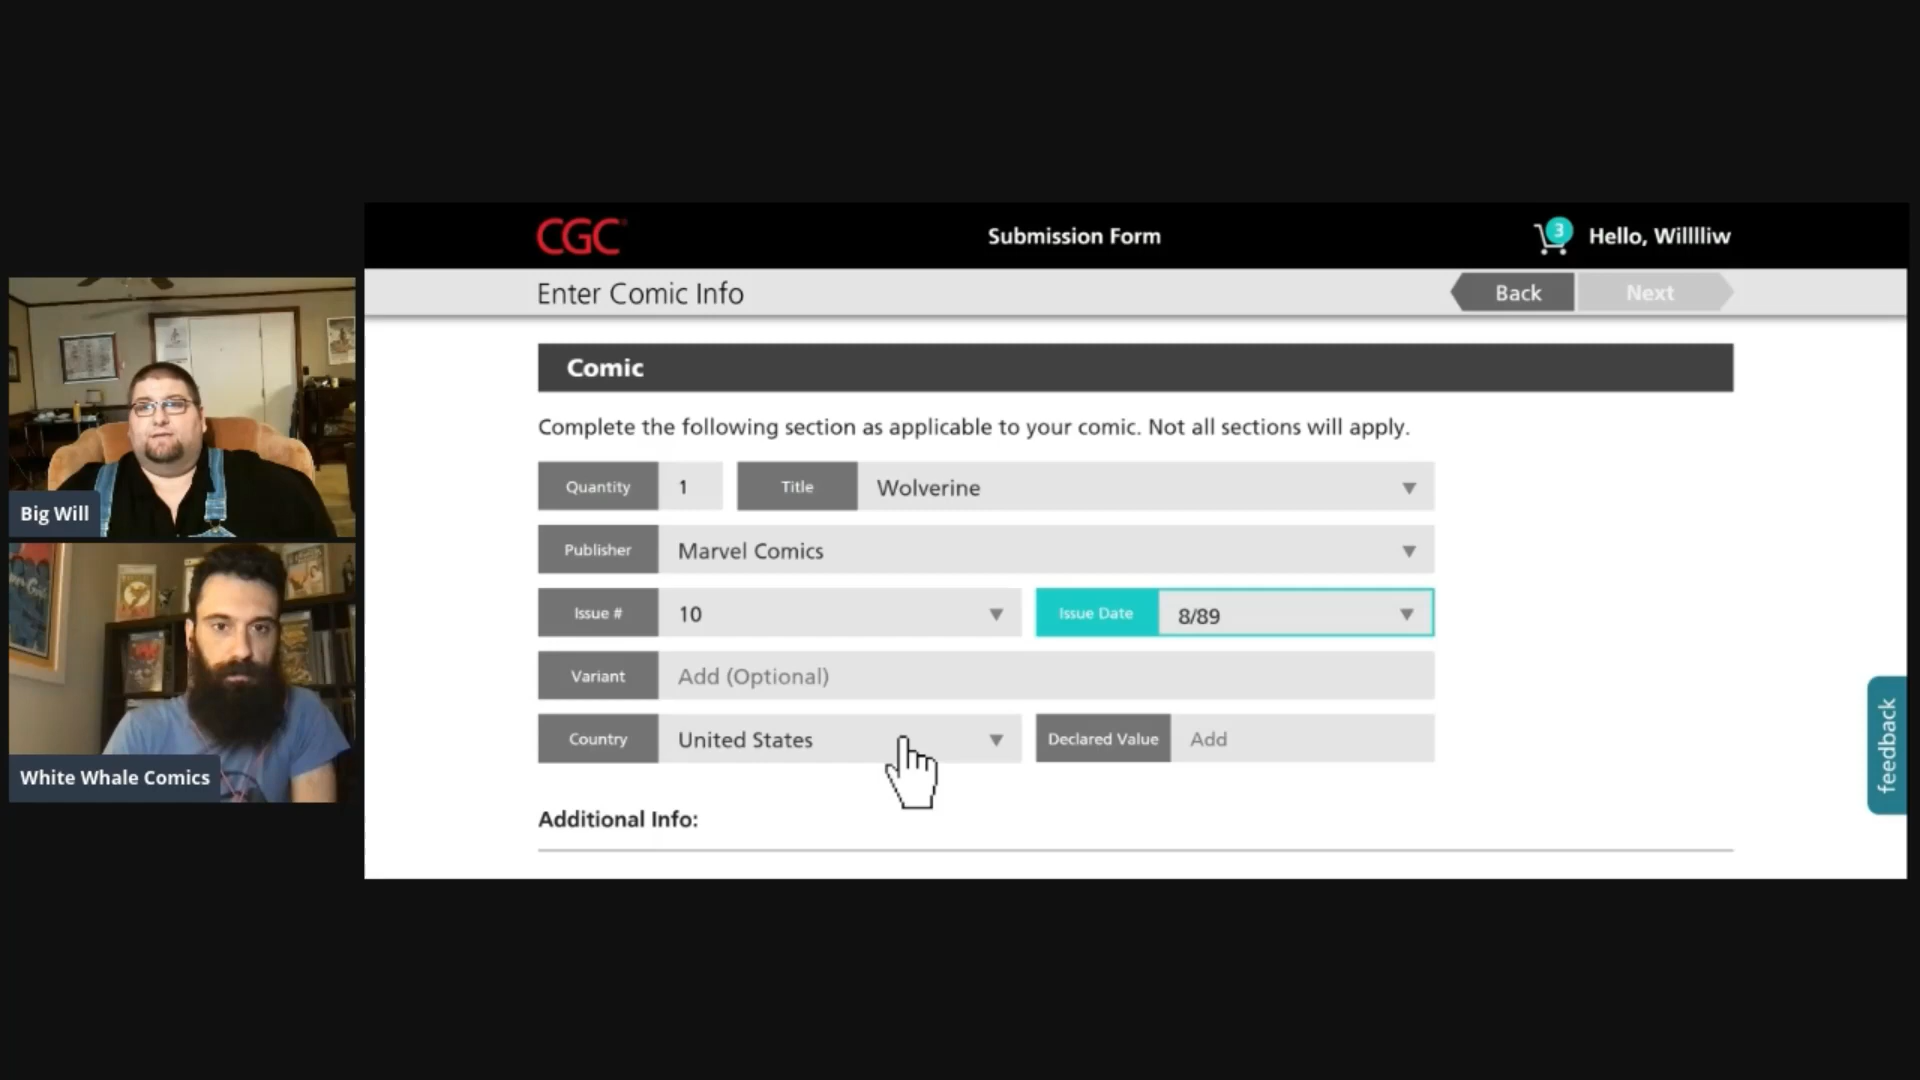 CGC
Submission Form
3
Hello, Willlliw
Enter Comic Info
Back
Next
Comic
Complete the following section as applicable to your comic. Not all sections will apply.
Quantity 1 Title Wolverine
Publisher Marvel Comics
Issue # 10 Issue Date 8/89
Variant Add (Optional)
Country United States Declared Value Add
Additional Info:
feedback
Big Will
White Whale Comics